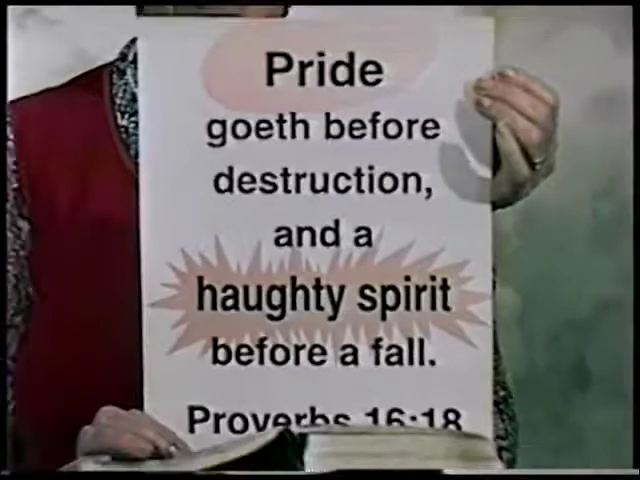 Pride
goeth before
destruction,
and a
haughty spirit
before a fall.
Proverbs 16:18